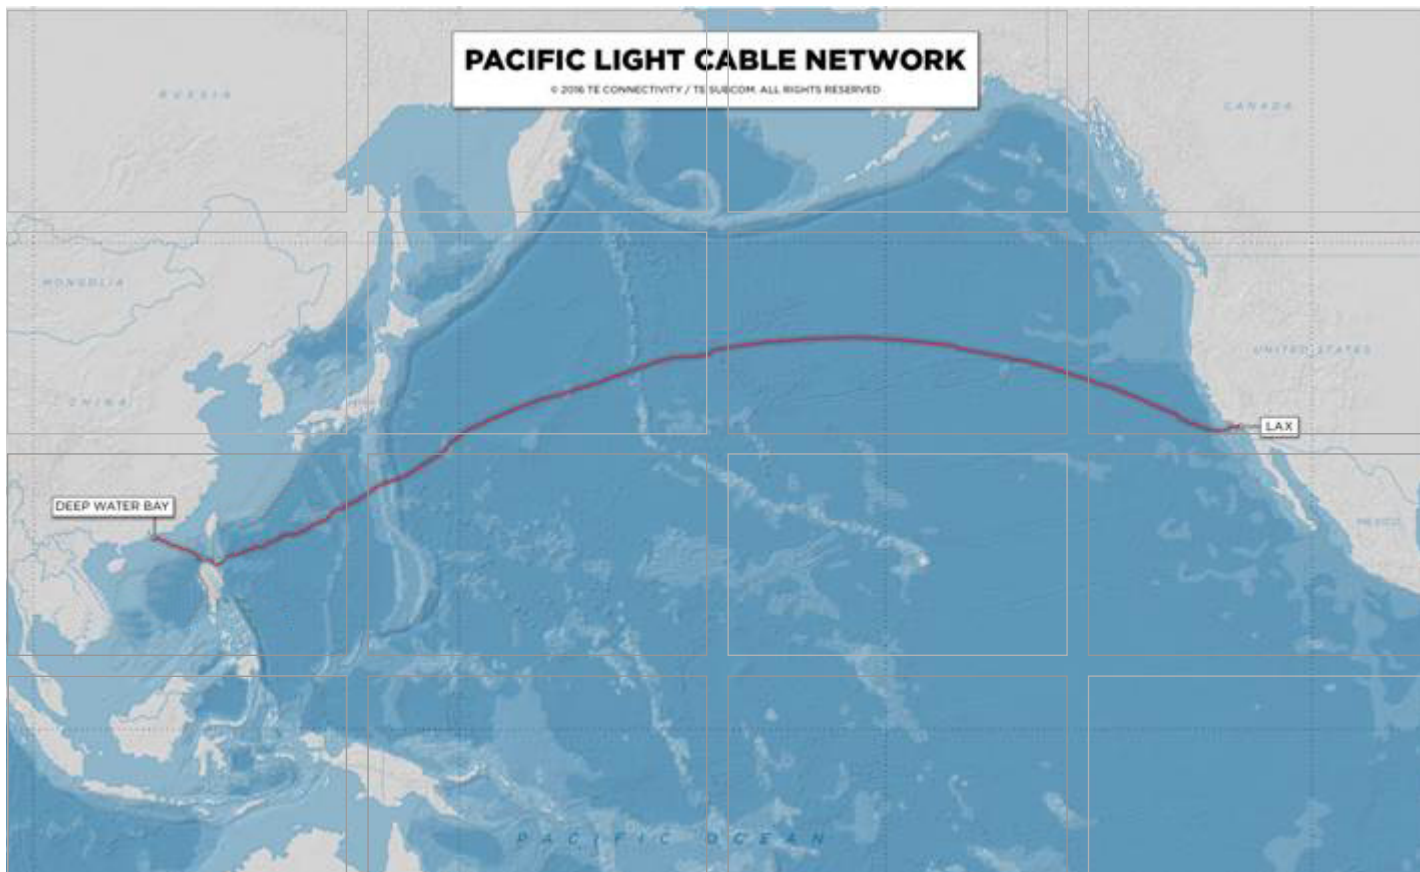 PACIFIC LIGHT CABLE NETWORK
© 2016 TE CONNECTIVITY / TE SUBCOM. ALL RIGHTS RESERVED
RUSSIA
CANADA
MONGOLIA
UNITED STATES
CHINA
LAX
DEEP WATER BAY
MEXICO
PACIFIC OCEAN